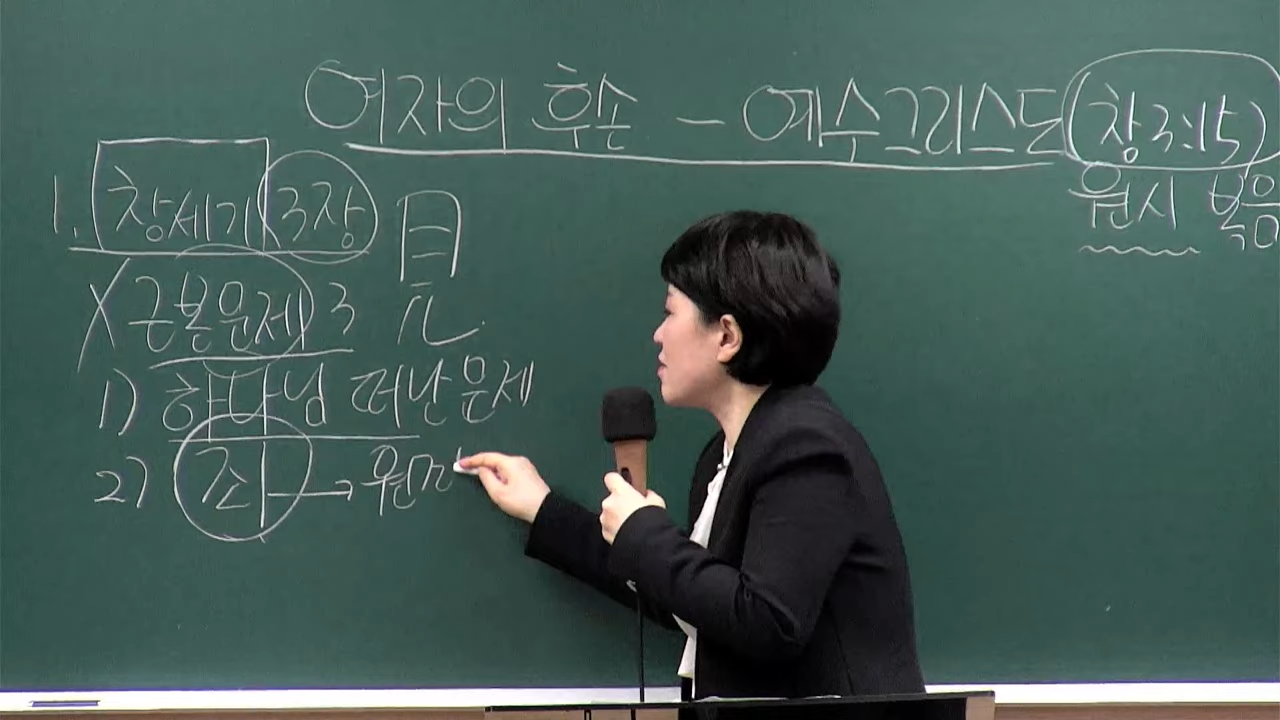 여자의 후손 - 예수그리스도 (창 3:15)
원시 복음
1. 창세기 3장 目
X 근본문제 3 元
1) 하나님 떠난 문제
2) 죄 → 원